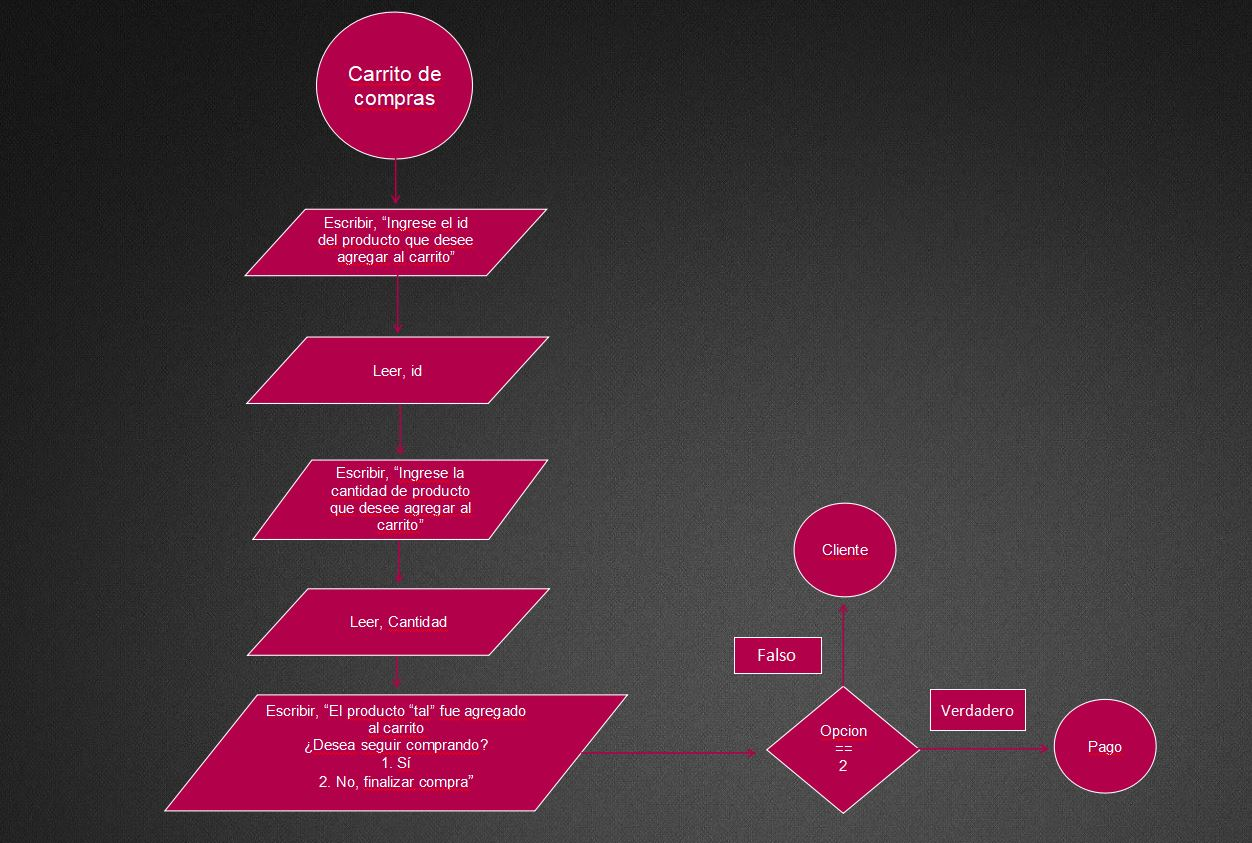 Carrito de
compras
Escribir, “Ingrese el id
del producto que desee
agregar al carrito”
Leer, id
Escribir, “Ingrese la
cantidad de producto
que desee agregar al
carrito”
Leer, Cantidad
Escribir, “El producto “tal” fue agregado
al carrito
¿Desea seguir comprando?
1. Sí
2. No, finalizar compra”
Opcion
==
2
Falso
Cliente
Verdadero
Pago